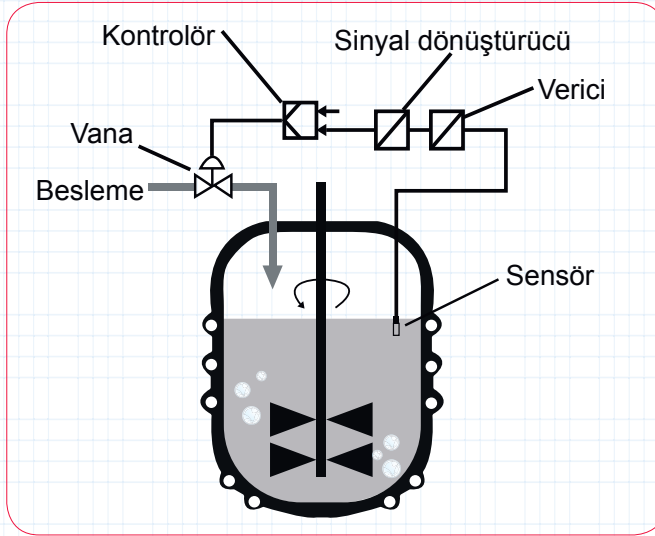 Kontrolör
Sinyal dönüştürücü
Verici
Vana
Besleme
Sensör